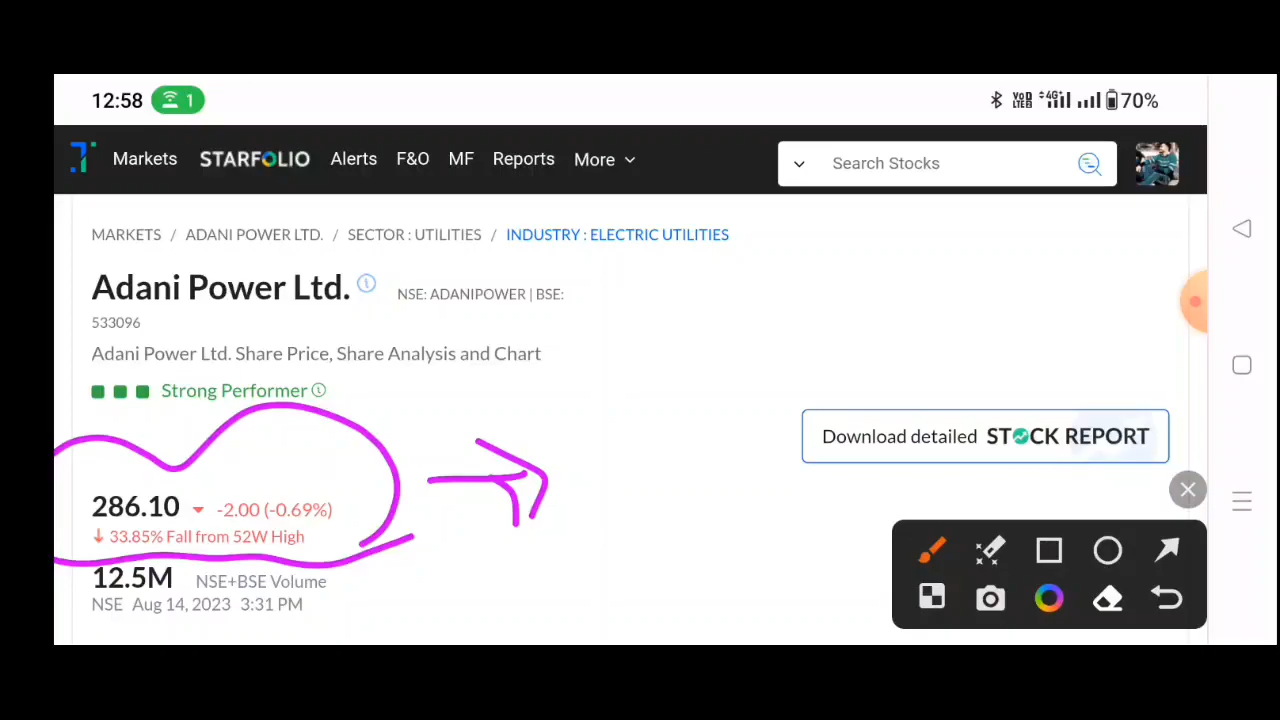 12:58 1 VoD LTEB 4G+ 70%
Markets STARFOLIO Alerts F&O MF Reports More Search Stocks
MARKETS / ADANI POWER LTD. / SECTOR : UTILITIES / INDUSTRY : ELECTRIC UTILITIES
Adani Power Ltd. NSE: ADANIPOWER | BSE:
533096
Adani Power Ltd. Share Price, Share Analysis and Chart
Strong Performer
Download detailed STOCK REPORT
286.10 -2.00 (-0.69%)
33.85% Fall from 52W High
12.5M NSE+BSE Volume
NSE Aug 14, 2023 3:31 PM